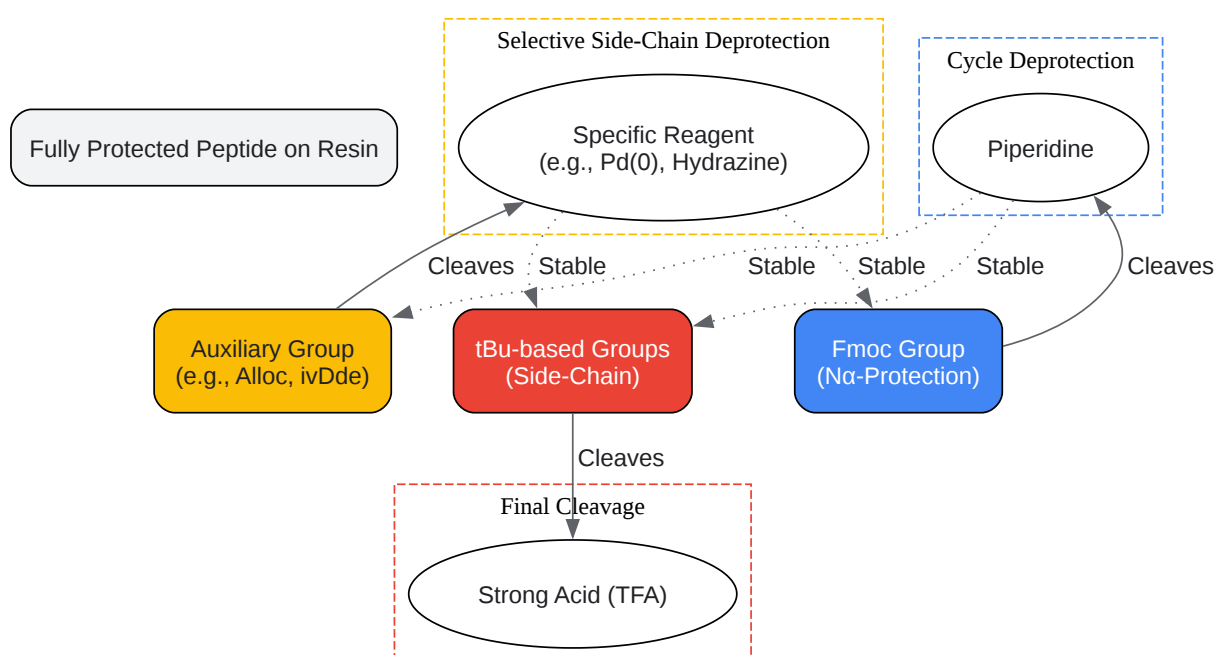 Selective Side-Chain Deprotection
Cycle Deprotection
Fully Protected Peptide on Resin
Specific Reagent
(e.g., Pd(0), Hydrazine)
Piperidine
Cleaves
Stable
Stable
Stable
Stable
Cleaves
Auxiliary Group
(e.g., Alloc, ivDde)
tBu-based Groups
(Side-Chain)
Fmoc Group
(Nα-Protection)
Cleaves
Final Cleavage
Strong Acid (TFA)